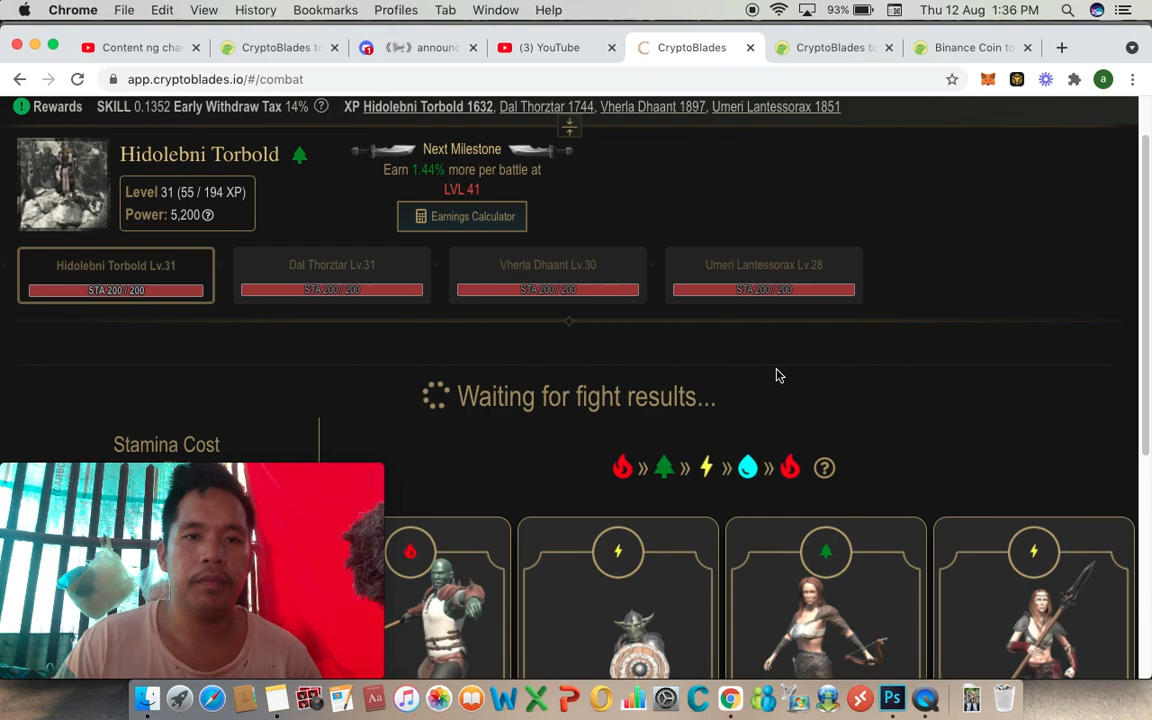 Chrome File Edit View History Bookmarks Profiles Tab Window Help 93% Thu 12 Aug 1:36 PM
Content ng cha CryptoBlades to 《 》 announc (3) YouTube CryptoBlades CryptoBlades to Binance Coin to
app.cryptoblades.io/#/combat a
Rewards SKILL 0.1352 Early Withdraw Tax 14% ? XP Hidolebni Torbold 1632, Dal Thorztar 1744, Vherla Dhaant 1897, Umeri Lantessorax 1851
Hidolebni Torbold
Level 31 (55 / 194 XP)
Power: 5,200 ?
Next Milestone
Earn 1.44% more per battle at
LVL 41
Earnings Calculator
Hidolebni Torbold Lv.31 Dal Thorztar Lv.31 Vherla Dhaant Lv.30 Umeri Lantessorax Lv.28
STA 200 / 200 STA 200 / 200 STA 200 / 200 STA 200 / 200
Waiting for fight results...
Stamina Cost
» » » » ?